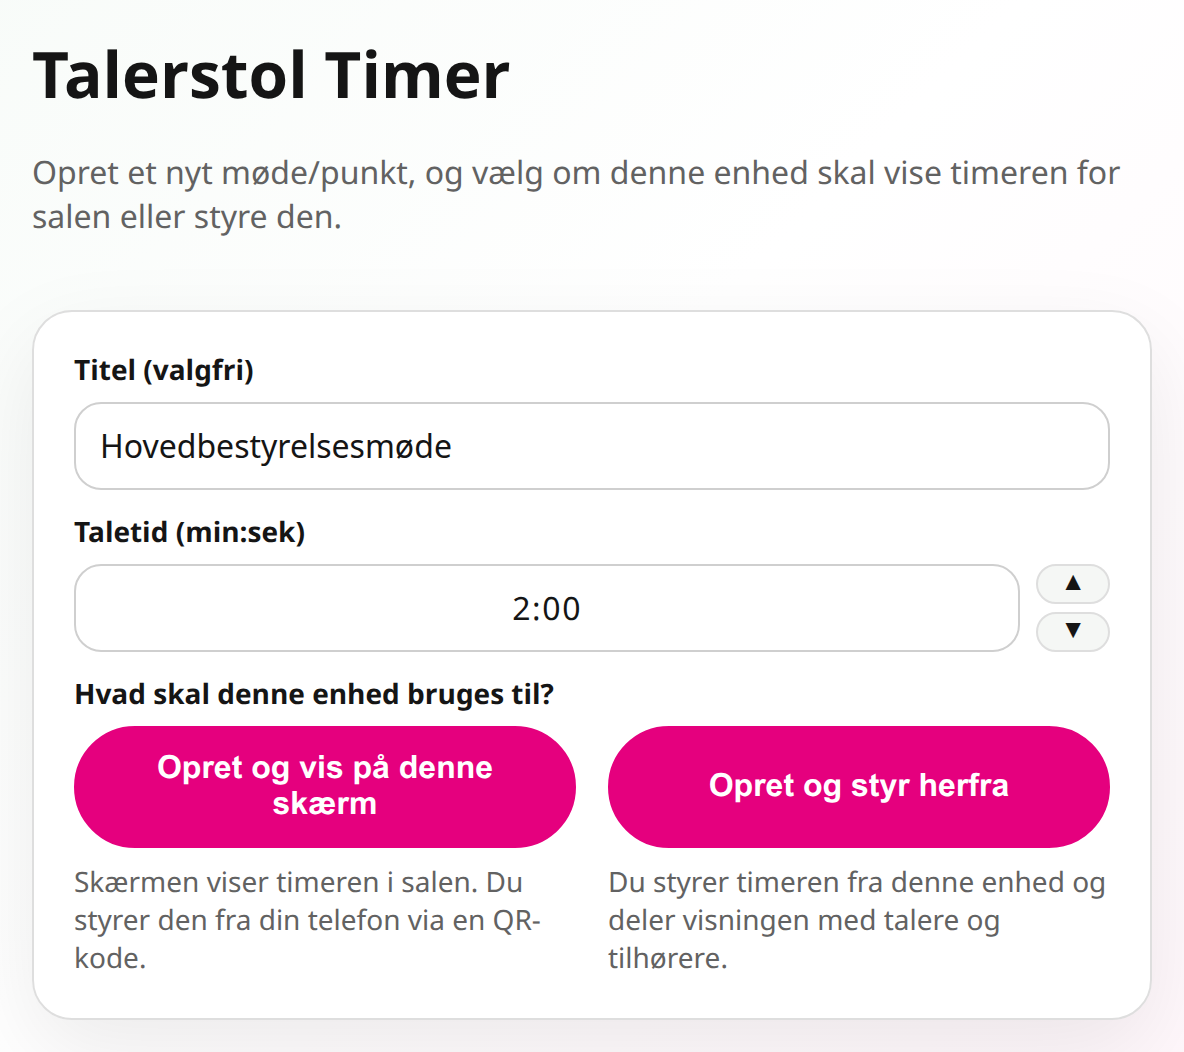 Talerstol Timer
Opret et nyt møde/punkt, og vælg om denne enhed skal vise timeren for
salen eller styre den.
Titel (valgfri)
Hovedbestyrelsesmøde
Taletid (min:sek)
2:00
▲
▼
Hvad skal denne enhed bruges til?
Opret og vis på denne
skærm
Skærmen viser timeren i salen. Du
styrer den fra din telefon via en QR-
kode.
Opret og styr herfra
Du styrer timeren fra denne enhed og
deler visningen med talere og
tilhørere.